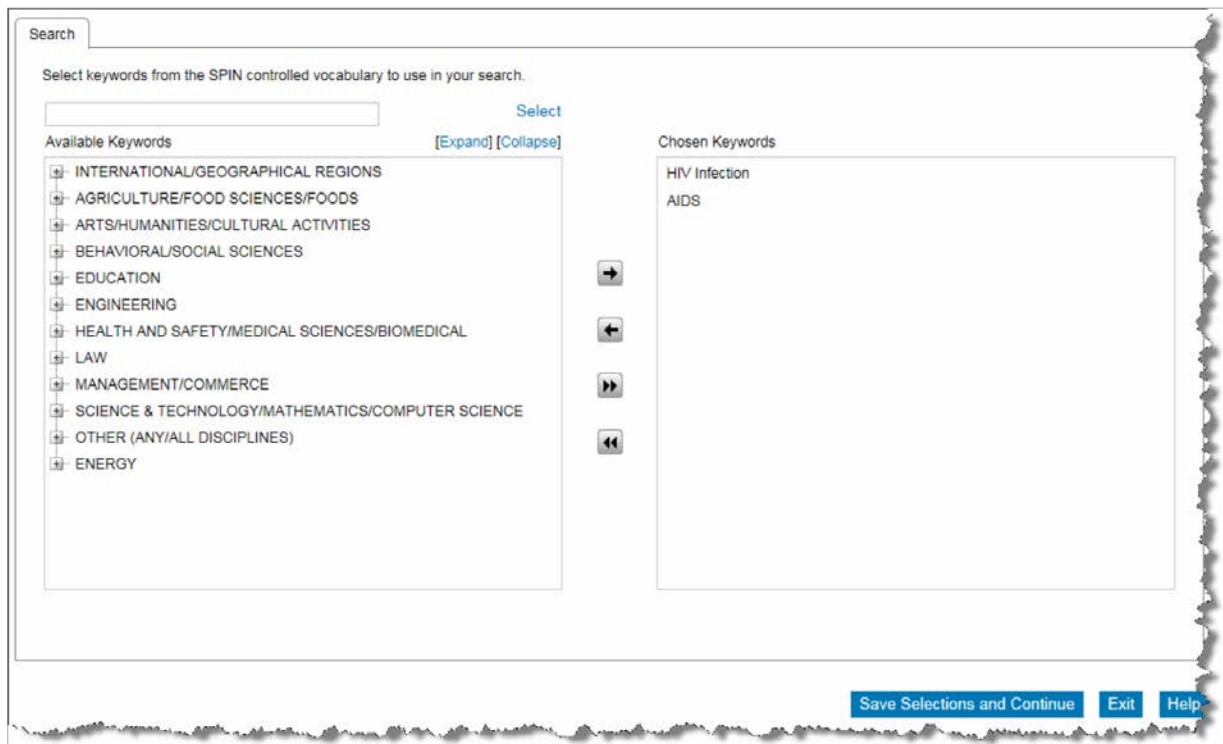 Search
Select keywords from the SPIN controlled vocabulary to use in your search.
Select
Available Keywords [Expand] [Collapse]
INTERNATIONAL/GEOGRAPHICAL REGIONS
AGRICULTURE/FOOD SCIENCES/FOODS
ARTS/HUMANITIES/CULTURAL ACTIVITIES
BEHAVIORAL/SOCIAL SCIENCES
EDUCATION
ENGINEERING
HEALTH AND SAFETY/MEDICAL SCIENCES/BIOMEDICAL
LAW
MANAGEMENT/COMMERCE
SCIENCE & TECHNOLOGY/MATHEMATICS/COMPUTER SCIENCE
OTHER (ANY/ALL DISCIPLINES)
ENERGY
Chosen Keywords
HIV Infection
AIDS
Save Selections and Continue Exit Help